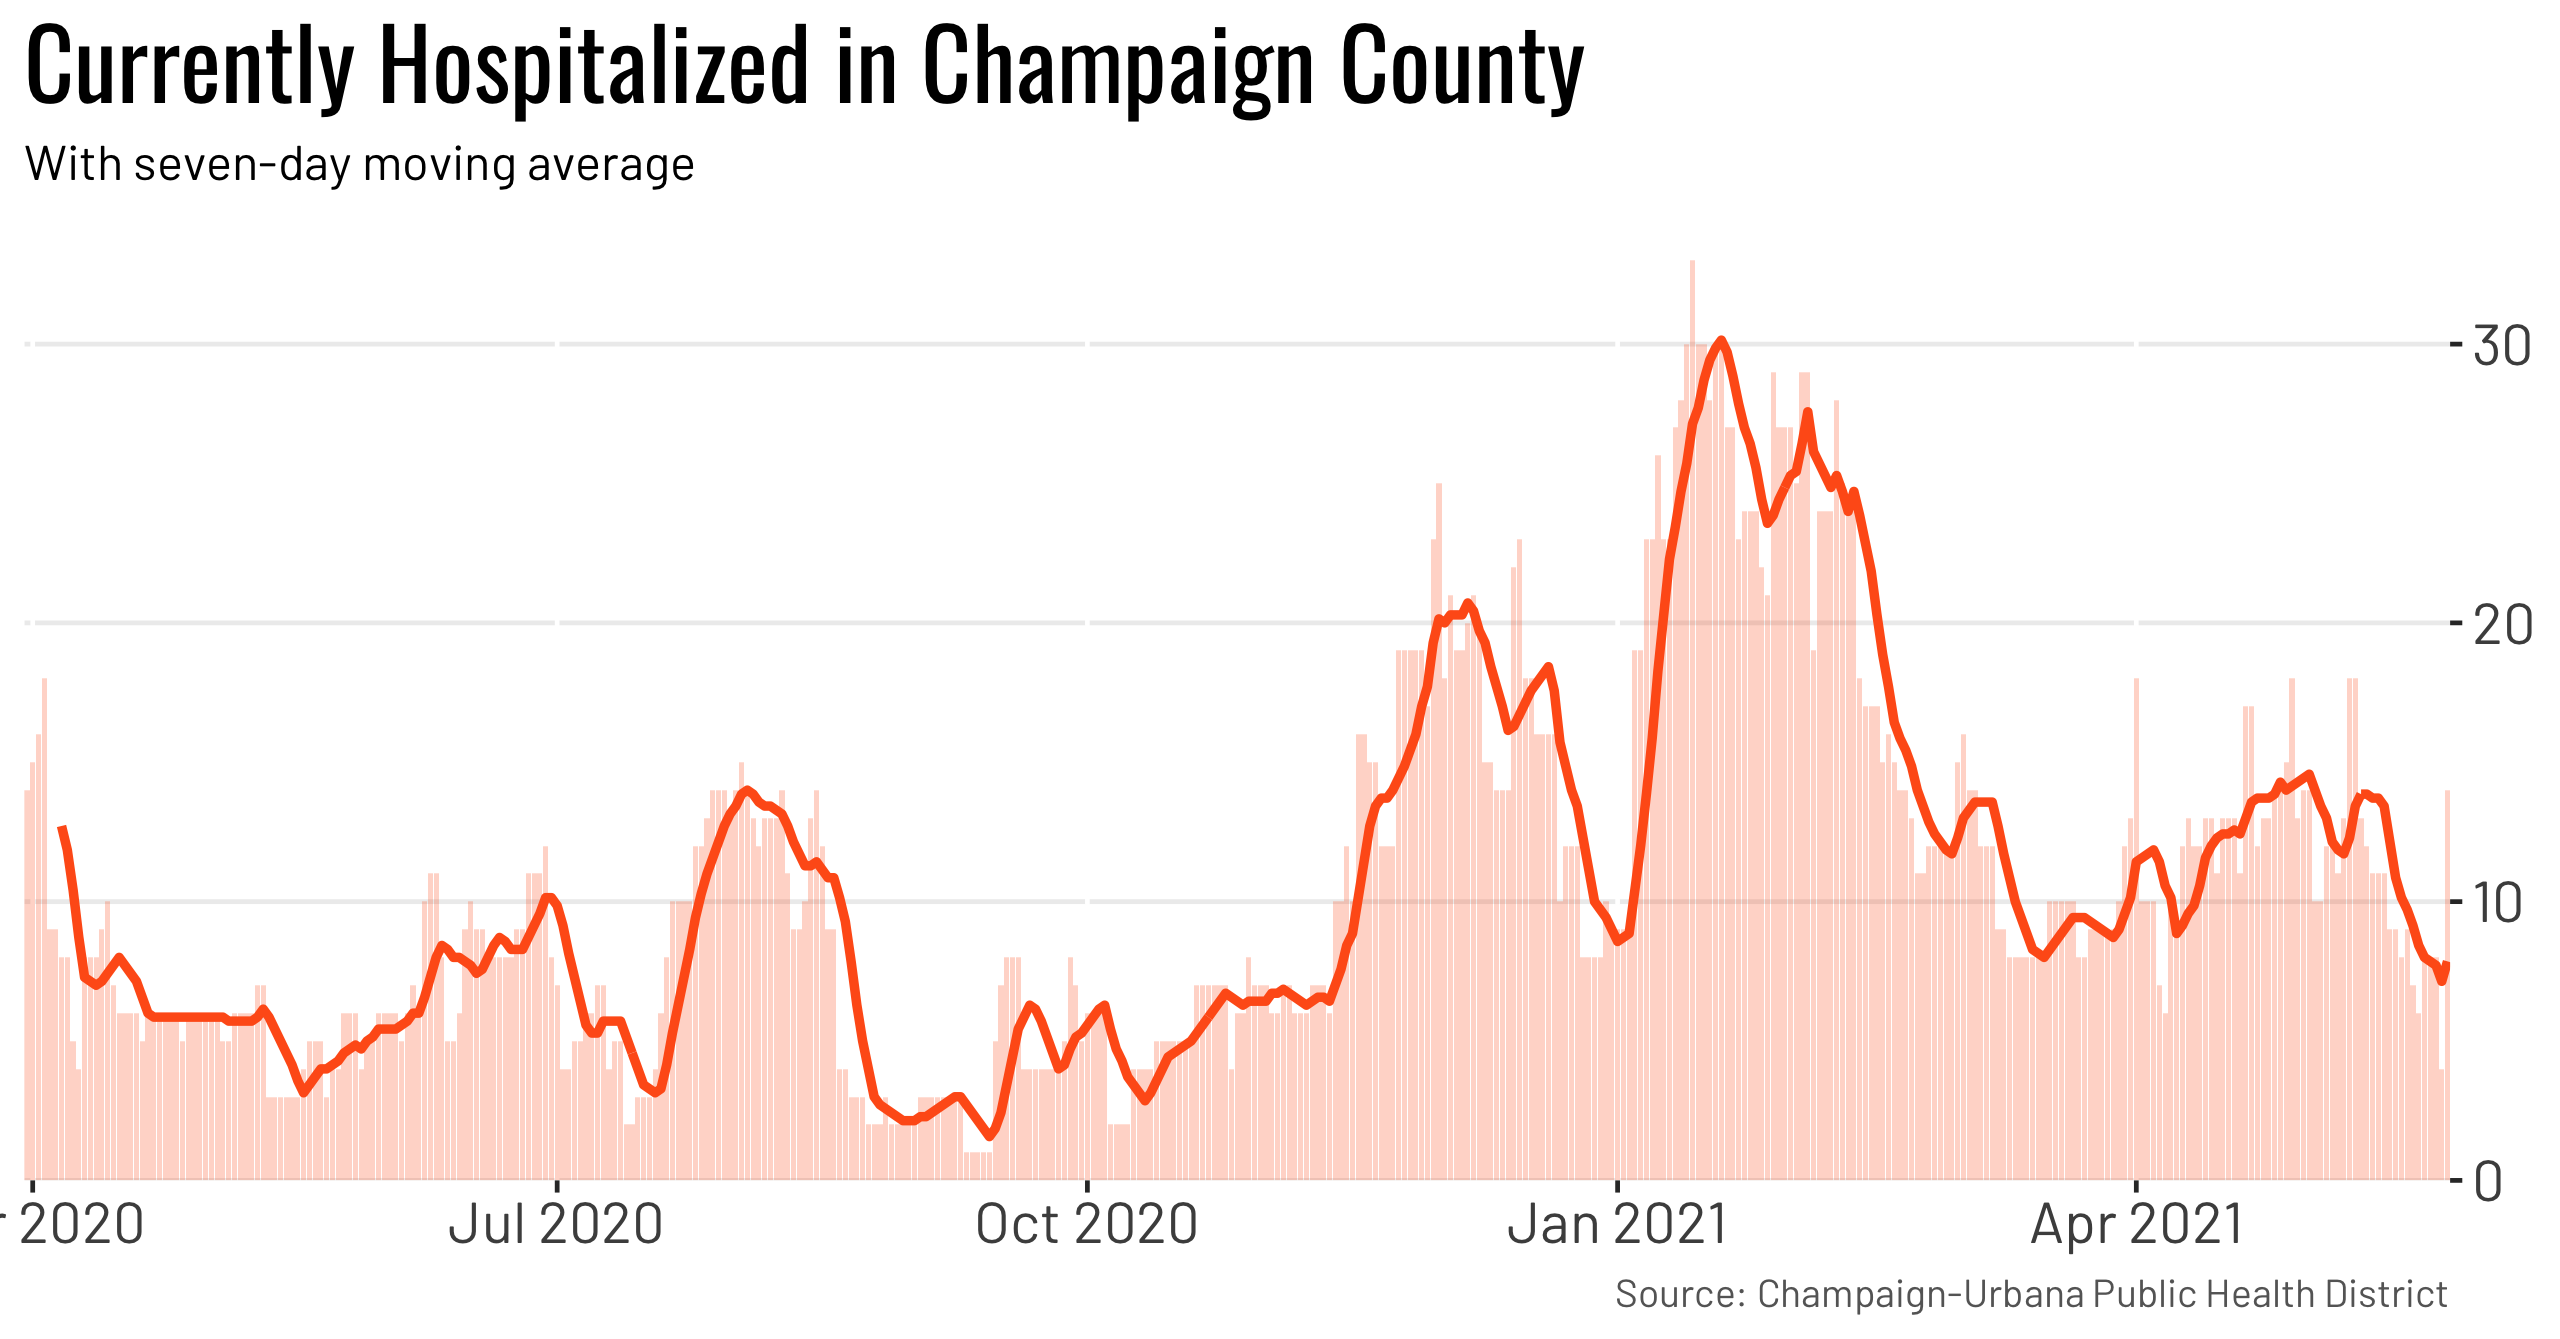 Currently Hospitalized in Champaign County
With seven-day moving average
30
20
10
0
r 2020 Jul 2020 Oct 2020 Jan 2021 Apr 2021
Source: Champaign-Urbana Public Health District